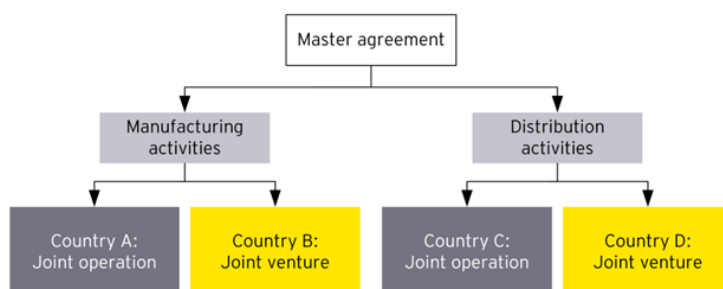 Master agreement
Manufacturing
activities
Distribution
activities
Country A:
Joint operation
Country B:
Joint venture
Country C:
Joint operation
Country D:
Joint venture